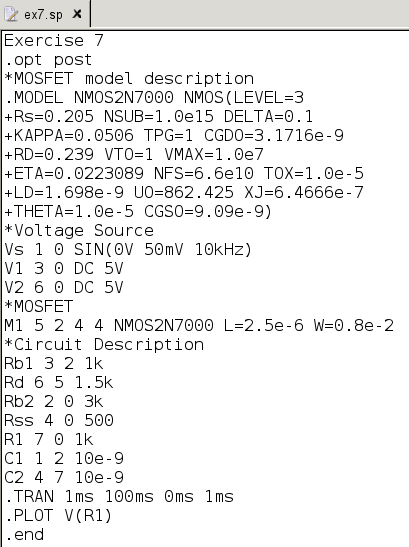 ex7.sp
Exercise 7
.opt post
*MOSFET model description
.MODEL NMOS2N7000 NMOS(LEVEL=3
+Rs=0.205 NSUB=1.0e15 DELTA=0.1
+KAPPA=0.0506 TPG=1 CGDO=3.1716e-9
+RD=0.239 VTO=1 VMAX=1.0e7
+ETA=0.0223089 NFS=6.6e10 TOX=1.0e-5
+LD=1.698e-9 UO=862.425 XJ=6.4666e-7
+THETA=1.0e-5 CGSO=9.09e-9)
*Voltage Source
Vs 1 0 SIN(0V 50mV 10kHz)
V1 3 0 DC 5V
V2 6 0 DC 5V
*MOSFET
M1 5 2 4 4 NMOS2N7000 L=2.5e-6 W=0.8e-2
*Circuit Description
Rb1 3 2 1k
Rd 6 5 1.5k
Rb2 2 0 3k
Rss 4 0 500
R1 7 0 1k
C1 1 2 10e-9
C2 4 7 10e-9
.TRAN 1ms 100ms 0ms 1ms
.PLOT V(R1)
.end